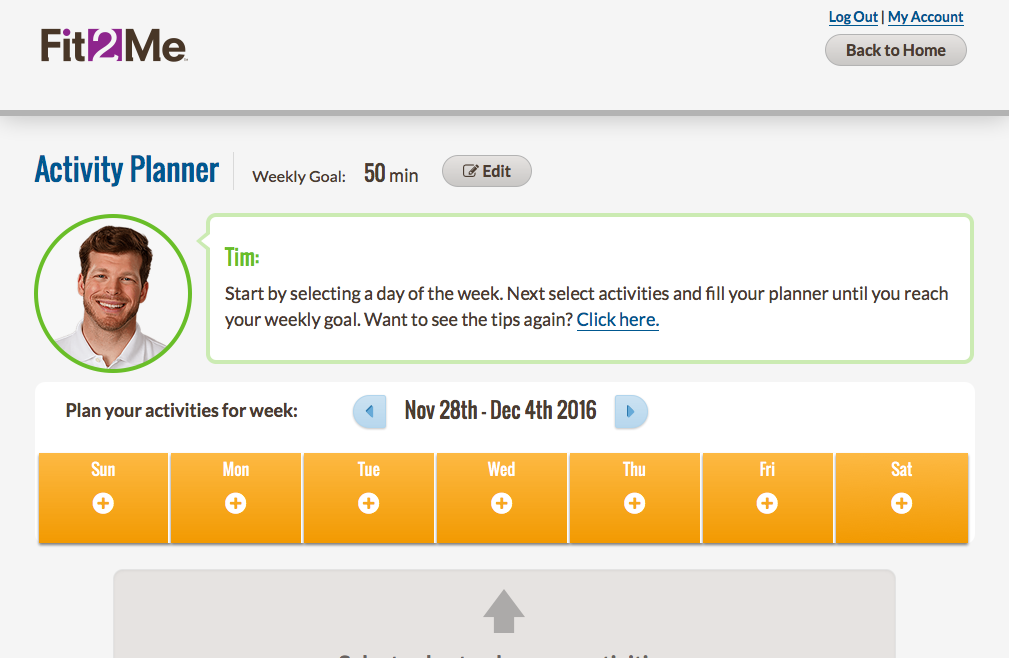 Log Out | My Account
Fit2Me
Back to Home
Activity Planner
Weekly Goal: 50 min
Edit
Tim:
Start by selecting a day of the week. Next select activities and fill your planner until you reach
your weekly goal. Want to see the tips again? Click here.
Plan your activities for week:
Nov 28th - Dec 4th 2016
Sun Mon Tue Wed Thu Fri Sat